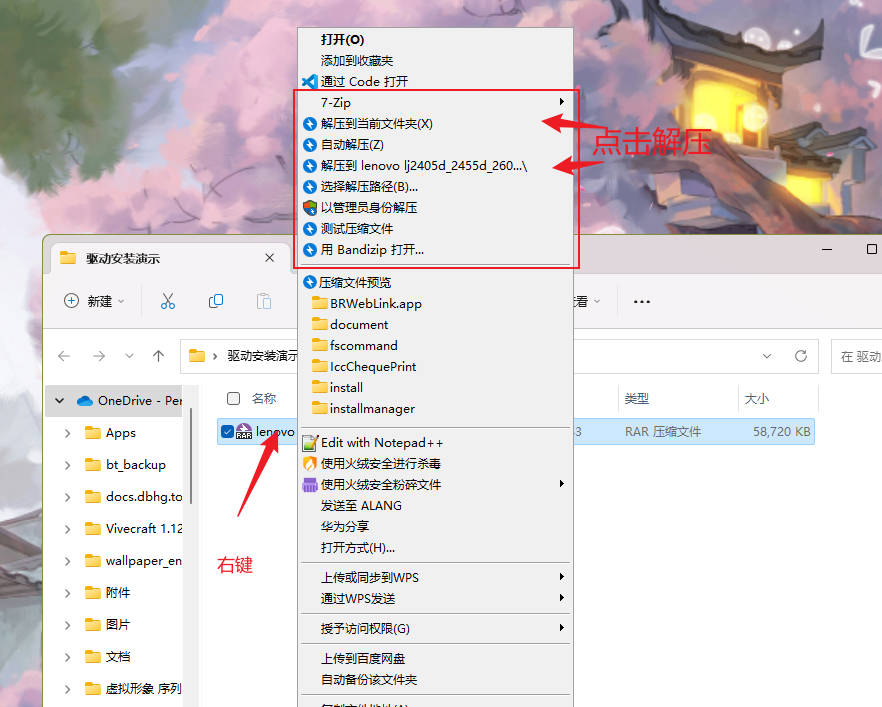 打开(O)
添加到收藏夹
通过 Code 打开
7-Zip
解压到当前文件夹(X)
自动解压(Z)
解压到 lenovo lj2405d_2455d_260...\
选择解压路径(B)...
以管理员身份解压
测试压缩文件
用 Bandizip 打开...
点击解压
压缩文件预览
BRWebLink.app
document
fscommand
IccChequePrint
install
installmanager
Edit with Notepad++
使用火绒安全进行杀毒
使用火绒安全粉碎文件
发送至 ALANG
华为分享
打开方式(H)...
上传或同步到WPS
通过WPS发送
授予访问权限(G)
上传到百度网盘
自动备份该文件夹
驱动安装演示
新建
看
驱动安装演示
在 驱动
OneDrive - Per
名称
类型
大小
RAR
lenovo
3
RAR 压缩文件
58,720 KB
Apps
bt_backup
docs.dbhg.to
Vivecraft 1.12
wallpaper_en
附件
图片
文档
虚拟形象 序列
右键